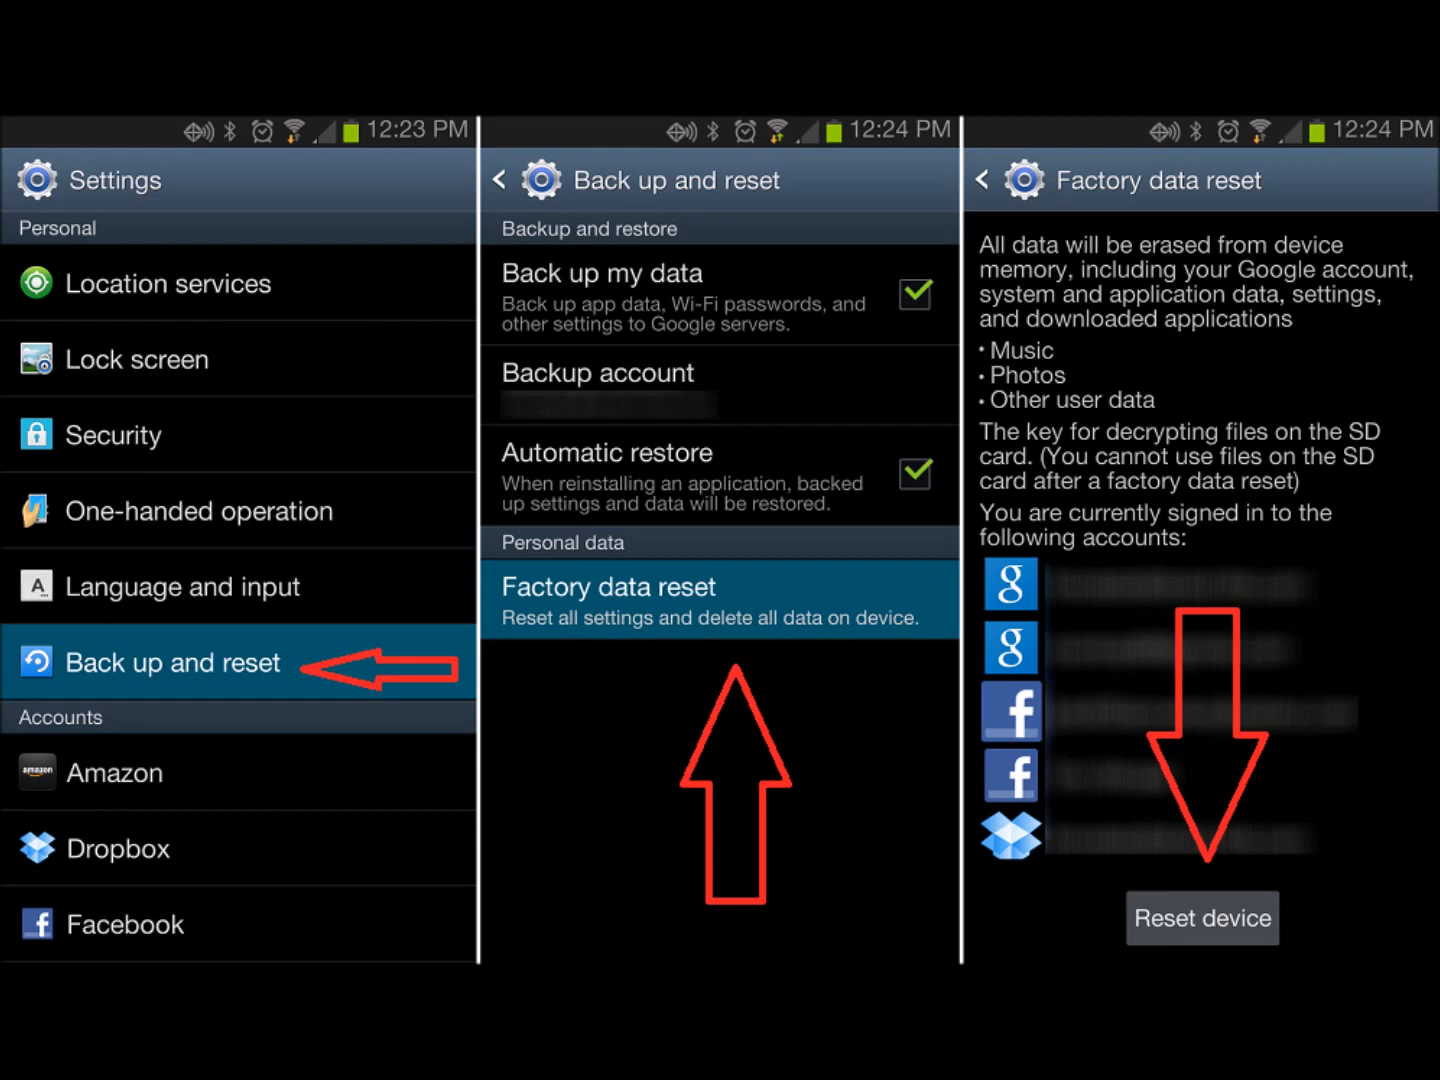 12:23 PM
Settings
Personal
Location services
Lock screen
Security
One-handed operation
Language and input
Back up and reset
Accounts
amazon
Amazon
Dropbox
f
Facebook
12:24 PM
Back up and reset
Backup and restore
Back up my data
Back up app data, Wi-Fi passwords, and
other settings to Google servers.
Backup account
Automatic restore
When reinstalling an application, backed
up settings and data will be restored.
Personal data
Factory data reset
Reset all settings and delete all data on device.
12:24 PM
Factory data reset
All data will be erased from device
memory, including your Google account,
system and application data, settings,
and downloaded applications
• Music
• Photos
• Other user data
The key for decrypting files on the SD
card. (You cannot use files on the SD
card after a factory data reset)
You are currently signed in to the
following accounts:
g
g
f
f
Reset device